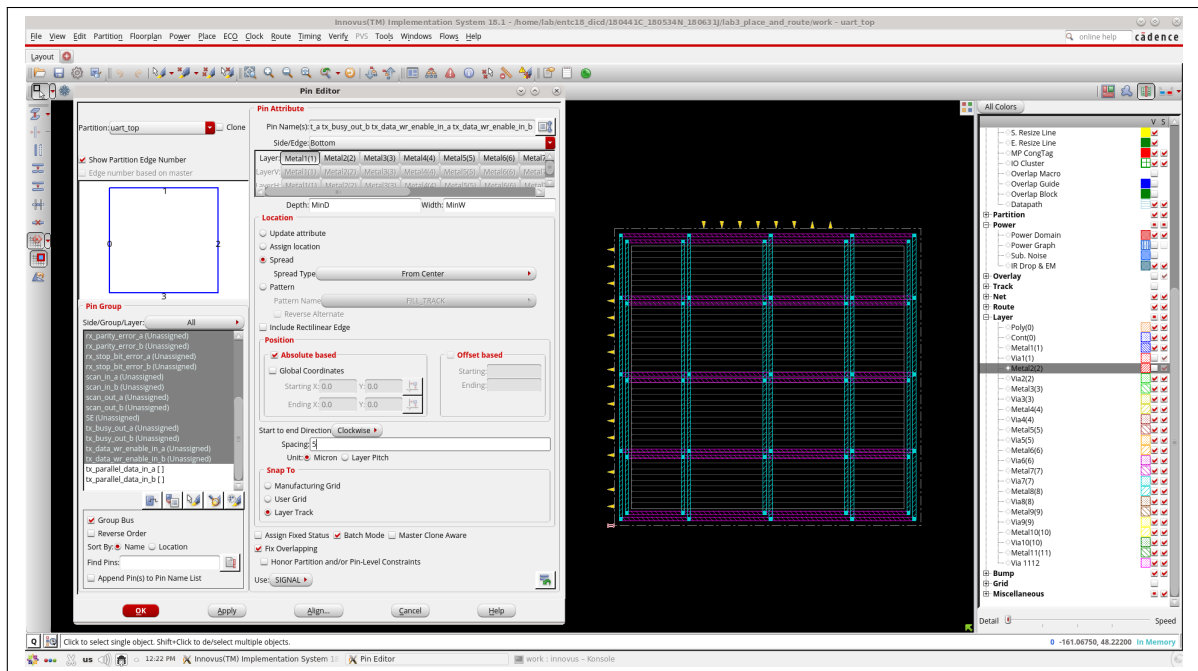 Innovus(TM) Implementation System 18.1 - /home/lab/entc18_dicd/180441C_180534N_180631J/lab3_place_and_route/work - uart_top
File View Edit Partition Floorplan Power Place ECO Clock Route Timing Verify PVS Tools Windows Flows Help
online help cādence
Layout
Pin Editor
Partition: uart_top Clone
Show Partition Edge Number
Edge number based on master
1
0 2
3
Pin Group
Side/Group/Layer: All
rx_parity_error_a (Unassigned)
rx_parity_error_b (Unassigned)
rx_stop_bit_error_a (Unassigned)
rx_stop_bit_error_b (Unassigned)
scan_in_a (Unassigned)
scan_in_b (Unassigned)
scan_out_a (Unassigned)
scan_out_b (Unassigned)
SE (Unassigned)
tx_busy_out_a (Unassigned)
tx_busy_out_b (Unassigned)
tx_data_wr_enable_in_a (Unassigned)
tx_data_wr_enable_in_b (Unassigned)
tx_parallel_data_in_a [ ]
tx_parallel_data_in_b [ ]
Group Bus
Reverse Order
Sort By: Name Location
Find Pins:
Append Pin(s) to Pin Name List
Pin Attribute
Pin Name(s): t_a tx_busy_out_b tx_data_wr_enable_in_a tx_data_wr_enable_in_b
Side/Edge: Bottom
Layer: Metal1(1) Metal2(2) Metal3(3) Metal4(4) Metal5(5) Metal6(6) Metal7
LayerV: Metal1(1) Metal2(2) Metal3(3) Metal4(4) Metal5(5) Metal6(6) Metal
Depth: MinD Width: MinW
Location
Update attribute
Assign location
Spread
Spread Type From Center
Pattern
Pattern Name FILL_TRACK
Reverse Alternate
Include Rectilinear Edge
Position
Absolute based
Global Coordinates
Starting X: 0.0 Y: 0.0
Ending X: 0.0 Y: 0.0
Offset based
Starting:
Ending:
Start to end Direction Clockwise
Spacing: 5
Unit: Micron Layer Pitch
Snap To
Manufacturing Grid
User Grid
Layer Track
Assign Fixed Status Batch Mode Master Clone Aware
Fix Overlapping
Honor Partition and/or Pin-Level Constraints
Use: SIGNAL
OK Apply Align... Cancel Help
All Colors
V S
S. Resize Line
E. Resize Line
MP CongTag
IO Cluster
Overlap Macro
Overlap Guide
Overlap Block
Datapath
Partition
Power
Power Domain
Power Graph
Sub. Noise
IR Drop & EM
Overlay
Track
Net
Route
Layer
Poly(0)
Cont(0)
Metal1(1)
Via1(1)
Metal2(2)
Via2(2)
Metal3(3)
Via3(3)
Metal4(4)
Via4(4)
Metal5(5)
Via5(5)
Metal6(6)
Via6(6)
Metal7(7)
Via7(7)
Metal8(8)
Via8(8)
Metal9(9)
Via9(9)
Metal10(10)
Via10(10)
Metal11(11)
Via 1112
Bump
Grid
Miscellaneous
Detail Speed
Q Click to select single object. Shift+Click to de/select multiple objects.
0 -161.06750, 48.22200 In Memory
us 12:22 PM Innovus(TM) Implementation System 18 Pin Editor work : innovus – Konsole